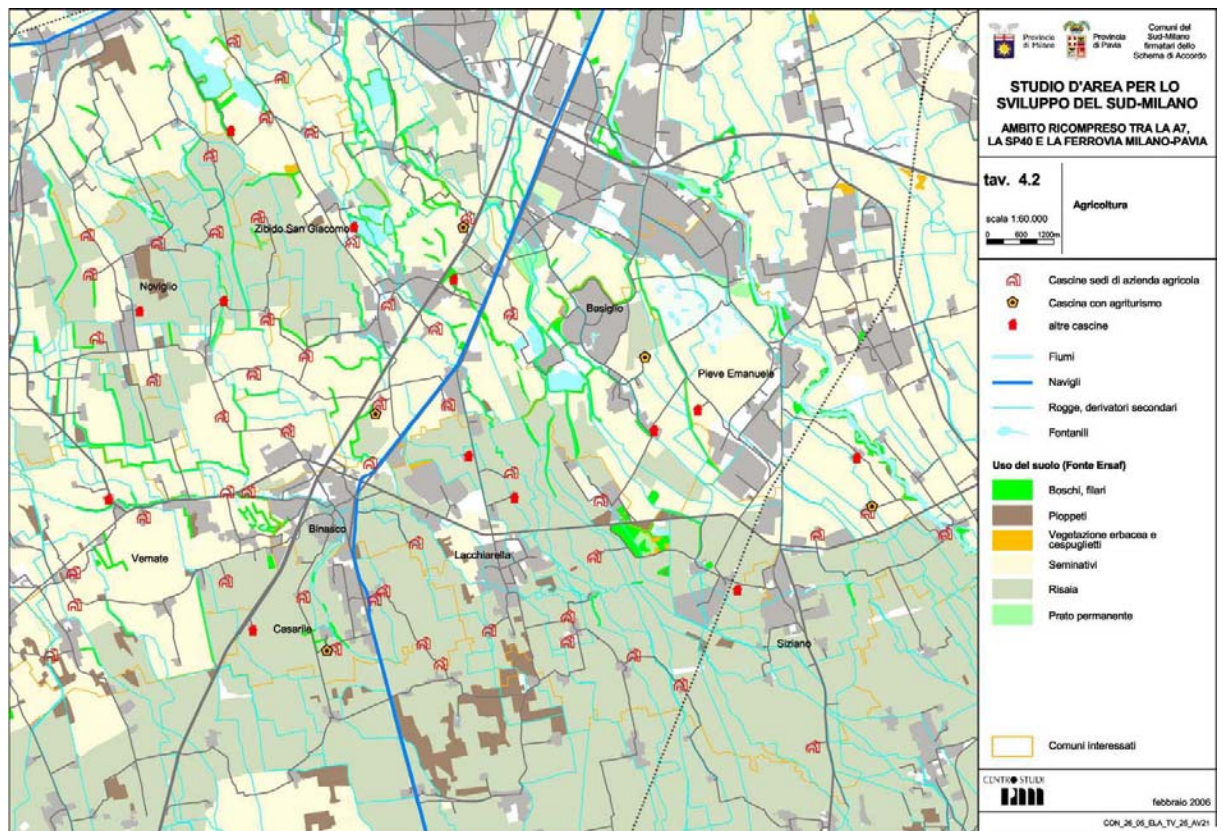 Provincia
di Milano
Provincia
di Pavia
Comuni del
Sud-Milano
firmatari dello
Schema di Accordo
STUDIO D'AREA PER LO
SVILUPPO DEL SUD-MILANO
AMBITO RICOMPRESO TRA LA A7,
LA SP40 E LA FERROVIA MILANO-PAVIA
tav. 4.2
Agricoltura
scala 1:60.000
0 600 1200m
Cascine sedi di azienda agricola
Cascina con agriturismo
altre cascine
Fiumi
Navigli
Rogge, derivatori secondari
Fontanili
Uso del suolo (Fonte Ersaf)
Boschi, filari
Pioppeti
Vegetazione erbacea e
cespuglietti
Seminativi
Risaia
Prato permanente
Comuni interessati
CENTRO STUDI
PIM
febbraio 2006
CON_26_05_ELA_TV_25_AV21
Zibido San Giacomo
Noviglio
Basiglio
Pieve Emanuele
Binasco
Vernate
Lacchiarella
Casarile
Siziano